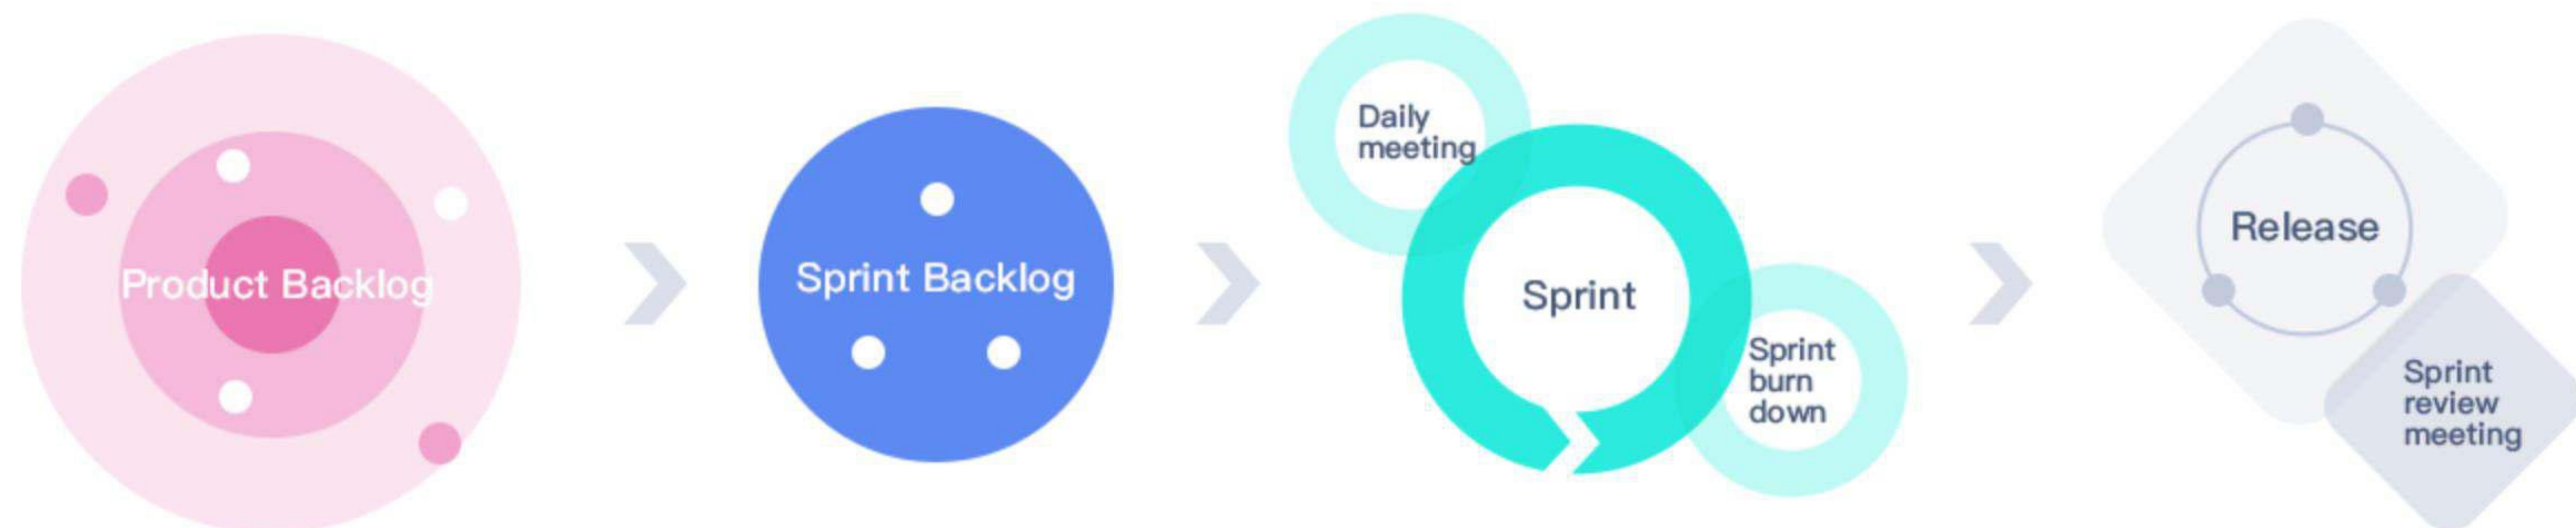 Product Backlog
Sprint Backlog
Daily
meeting
Sprint
Sprint
burn
down
Release
Sprint
review
meeting